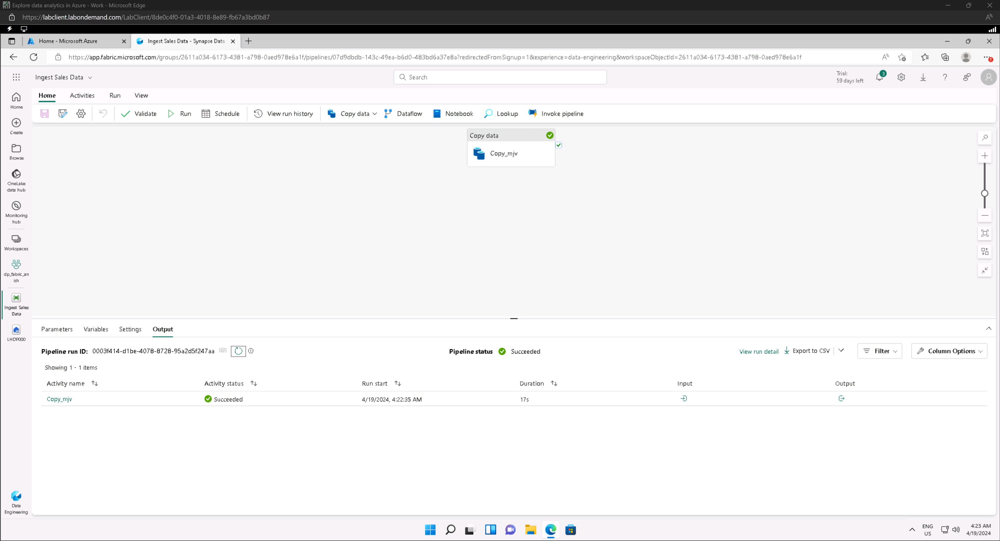 Explore data analytics in Azure - Work - Microsoft Edge
https://labclient.labondemand.com/LabClient/8de0c4f0-01a3-4018-8e89-fb67a3bd0b87
Home - Microsoft Azure
Ingest Sales Data - Synapse Data
https://app.fabric.microsoft.com/groups/2611a034-6173-4381-a798-0aed978e6a1f/pipelines/07d9dbdb-143c-49ea-b6d0-483bd6a37e8a?redirectedFromSignup=1&experience=data-engineering&workspaceObjectId=2611a034-6173-4381-a798-0aed978e6a1f
Ingest Sales Data
Search
Trial:
59 days left
3
Home Activities Run View
Validate Run Schedule View run history Copy data Dataflow Notebook Lookup Invoke pipeline
Home
Create
Browse
OneLake
data hub
Monitoring
hub
Workspaces
dp_fabric_an
ish
Ingest Sales
Data
LHDP000
Data
Engineering
Copy data
Copy_mjv
Parameters Variables Settings Output
Pipeline run ID: 0003f414-d1be-4078-8728-95a2d5f247aa
Pipeline status Succeeded
View run detail Export to CSV Filter Column Options
Showing 1 - 1 items
Activity name Activity status Run start Duration Input Output
Copy_mjv Succeeded 4/19/2024, 4:22:35 AM 17s
ENG
US
4:23 AM
4/19/2024